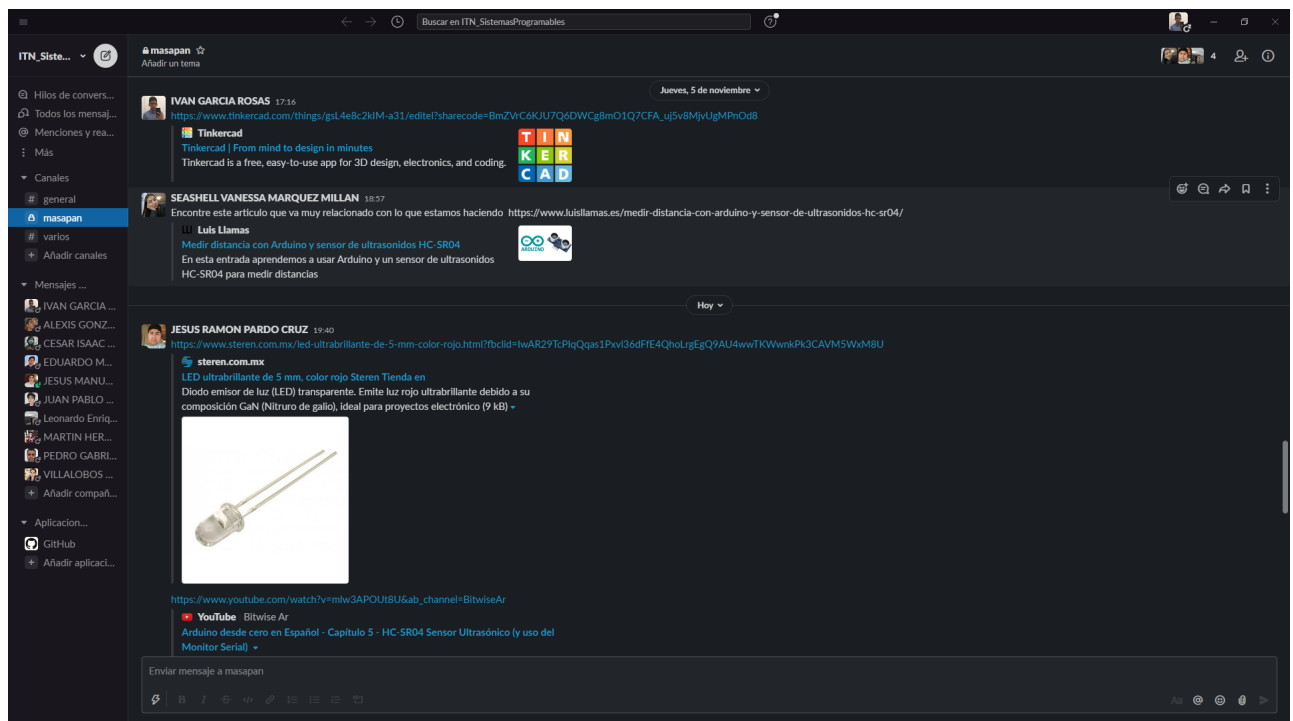 Buscar en ITN_SistemasProgramables
ITN_Siste...
masapan
Añadir un tema
4
Hilos de convers...
Todos los mensaj...
Menciones y rea...
Más
Canales
# general
masapan
# varios
+ Añadir canales
Mensajes ...
IVAN GARCIA ...
ALEXIS GONZ...
CESAR ISAAC ...
EDUARDO M...
JESUS MANU...
JUAN PABLO ...
Leonardo Enriq...
MARTIN HER...
PEDRO GABRI...
VILLALOBOS ...
+ Añadir compañ...
Aplicacion...
GitHub
+ Añadir aplicaci...
Jueves, 5 de noviembre
IVAN GARCIA ROSAS 17:16
https://www.tinkercad.com/things/gsL4e8c2kIM-a31/editel?sharecode=BmZVrC6KJU7Q6DWCg8mO1Q7CFA_uj5v8MjvUgMPnOd8
Tinkercad
Tinkercad | From mind to design in minutes
Tinkercad is a free, easy-to-use app for 3D design, electronics, and coding.
TIN
KER
CAD
SEASHELL VANESSA MARQUEZ MILLAN 18:57
Encontre este articulo que va muy relacionado con lo que estamos haciendo https://www.luisllamas.es/medir-distancia-con-arduino-y-sensor-de-ultrasonidos-hc-sr04/
Luis Llamas
Medir distancia con Arduino y sensor de ultrasonidos HC-SR04
En esta entrada aprendemos a usar Arduino y un sensor de ultrasonidos
HC-SR04 para medir distancias
ARDUINO
Hoy
JESUS RAMON PARDO CRUZ 19:40
https://www.steren.com.mx/led-ultrabrillante-de-5-mm-color-rojo.html?fbclid=IwAR29TcPIqQqas1Pxvl36dFfE4QhoLrgEgQ9AU4wwTKWwnkPk3CAVM5WxM8U
steren.com.mx
LED ultrabrillante de 5 mm, color rojo Steren Tienda en
Diodo emisor de luz (LED) transparente. Emite luz rojo ultrabrillante debido a su
composición GaN (Nitruro de galio), ideal para proyectos electrónico (9 kB)
https://www.youtube.com/watch?v=mlw3APOUt8U&ab_channel=BitwiseAr
YouTube Bitwise Ar
Arduino desde cero en Español - Capítulo 5 - HC-SR04 Sensor Ultrasónico (y uso del
Monitor Serial)
Enviar mensaje a masapan
B I S </>
Aa @